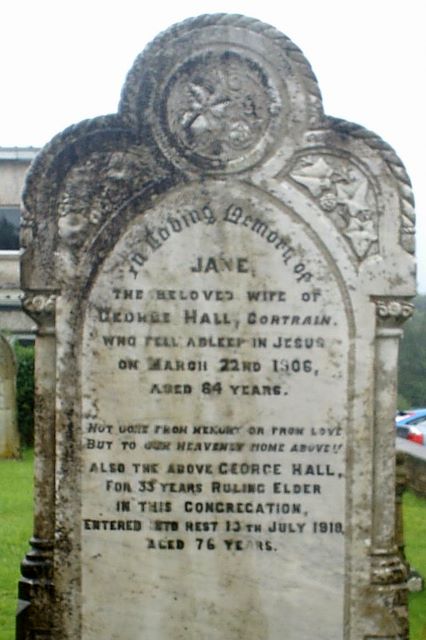 In Loving Memory of
JANE,
THE BELOVED WIFE OF
GEORGE HALL, GORTRAIN.
WHO FELL ASLEEP IN JESUS
ON MARCH 22ND 1906,
AGED 64 YEARS.
NOT GONE FROM MEMORY OR FROM LOVE
BUT TO OUR HEAVENLY HOME ABOVE!!
ALSO THE ABOVE GEORGE HALL,
FOR 33 YEARS RULING ELDER
IN THIS CONGREGATION,
ENTERED INTO REST 13TH JULY 1918,
AGED 76 YEARS.